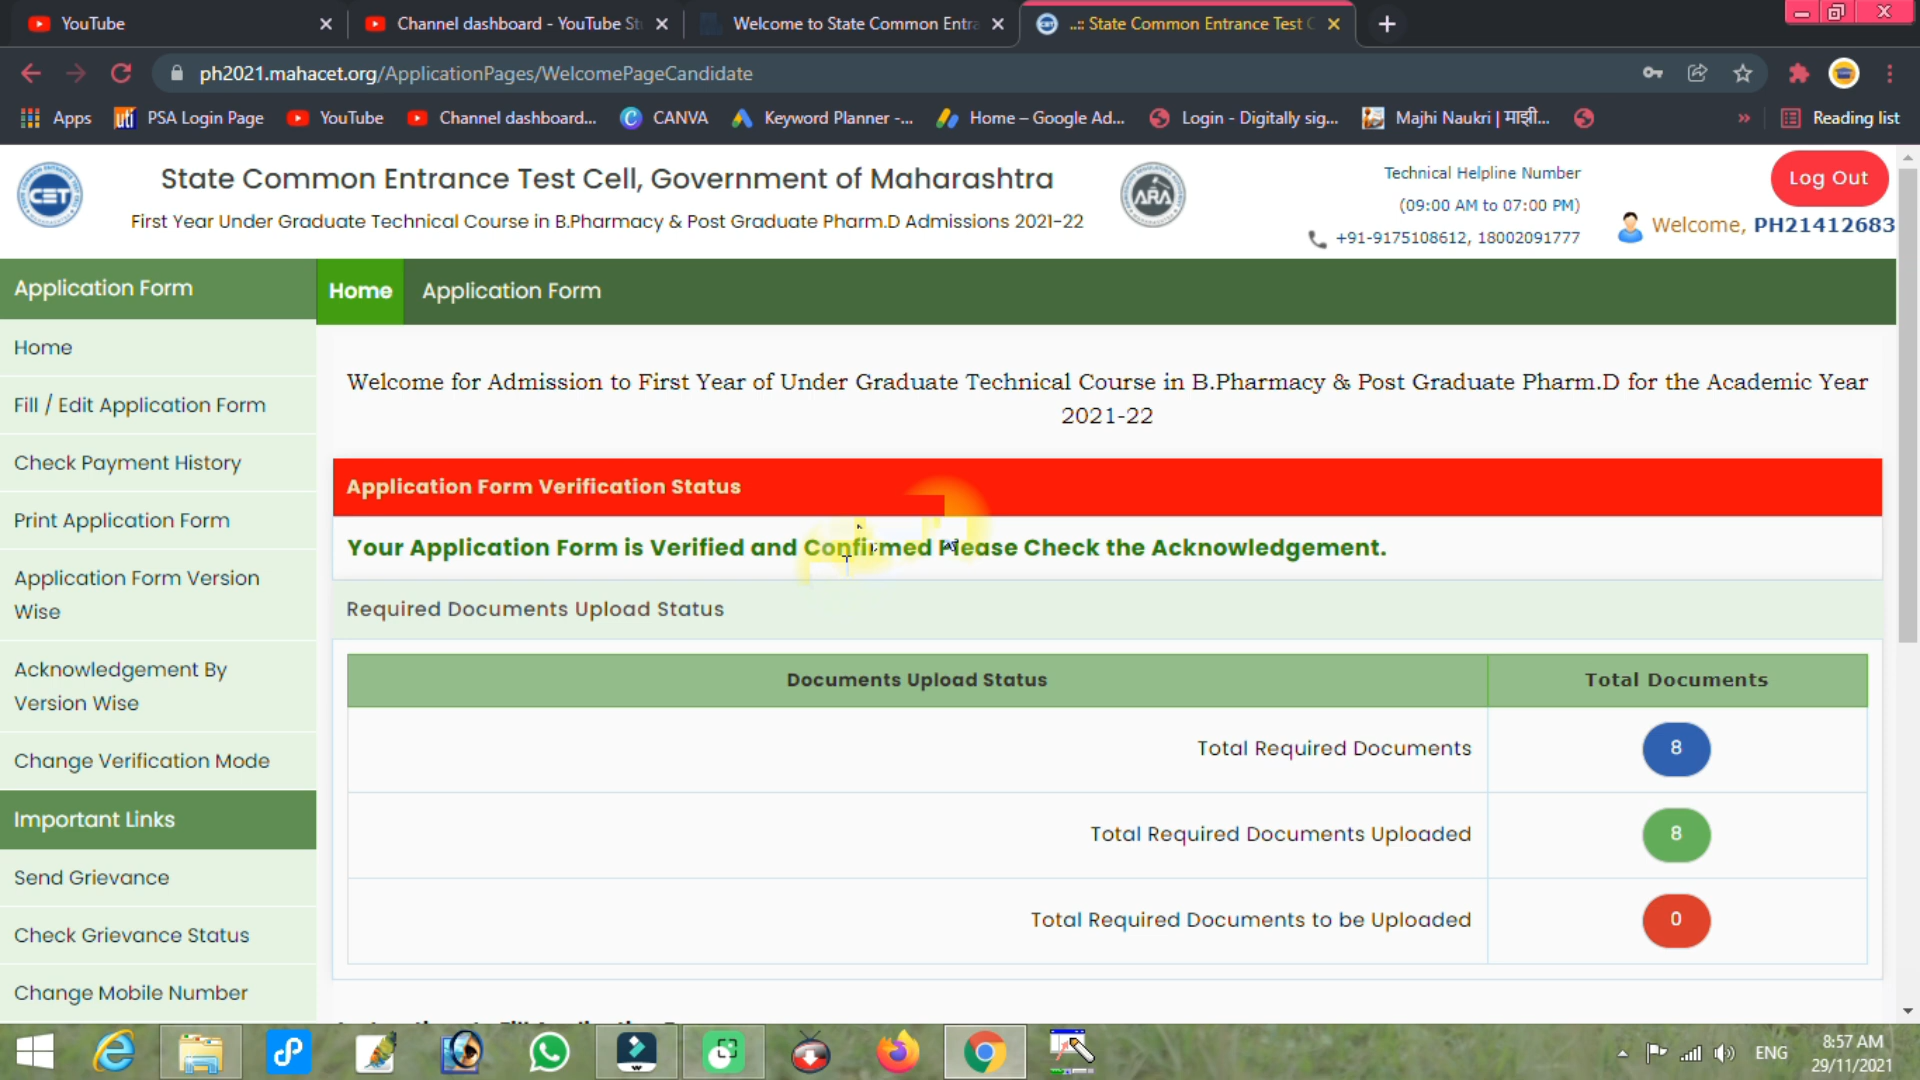 YouTube
Channel dashboard - YouTube St
Welcome to State Common Entra
..:: State Common Entrance Test C
ph2021.mahacet.org/ApplicationPages/WelcomePageCandidate
Apps
uti
PSA Login Page
YouTube
Channel dashboard...
CANVA
Keyword Planner -...
Home – Google Ad...
Login - Digitally sig...
Majhi Naukri | माझी...
»
Reading list
CET
State Common Entrance Test Cell, Government of Maharashtra
First Year Under Graduate Technical Course in B.Pharmacy & Post Graduate Pharm.D Admissions 2021-22
ARA
Technical Helpline Number
(09:00 AM to 07:00 PM)
+91-9175108612, 18002091777
Log Out
Welcome, PH21412683
Application Form
Home
Fill / Edit Application Form
Check Payment History
Print Application Form
Application Form Version
Wise
Acknowledgement By
Version Wise
Change Verification Mode
Important Links
Send Grievance
Check Grievance Status
Change Mobile Number
Home
Application Form
Welcome for Admission to First Year of Under Graduate Technical Course in B.Pharmacy & Post Graduate Pharm.D for the Academic Year
2021-22
Application Form Verification Status
Your Application Form is Verified and Confirmed Please Check the Acknowledgement.
Required Documents Upload Status
Documents Upload Status
Total Documents
Total Required Documents
8
Total Required Documents Uploaded
8
Total Required Documents to be Uploaded
0
ENG
8:57 AM
29/11/2021